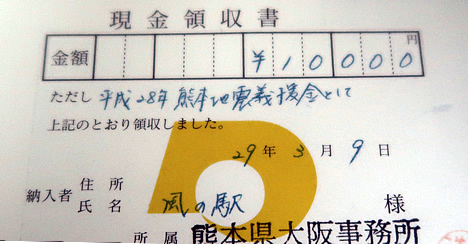 現金領収書
金額 ¥10000円
ただし 平成28年熊本地震義援金として
上記のとおり領収しました。
29年3月9日
納入者 住所
氏名 風の駅 様
所属 熊本県大阪事務所